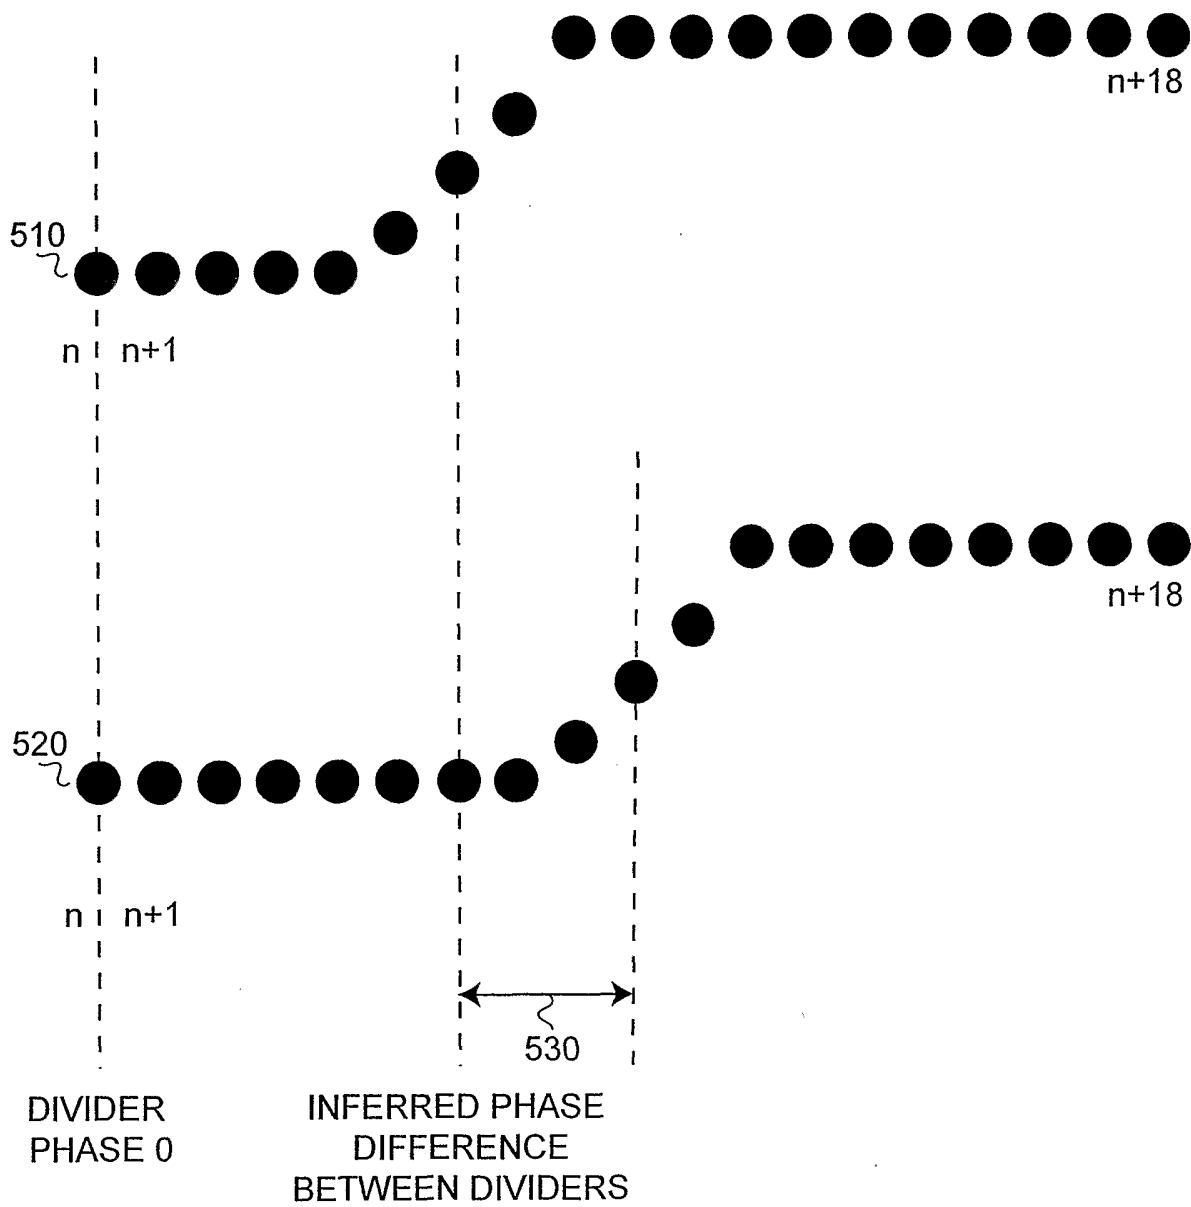 n+18
510
n n+1
n+18
520
n n+1
530
DIVIDER
PHASE 0
INFERRED PHASE
DIFFERENCE
BETWEEN DIVIDERS